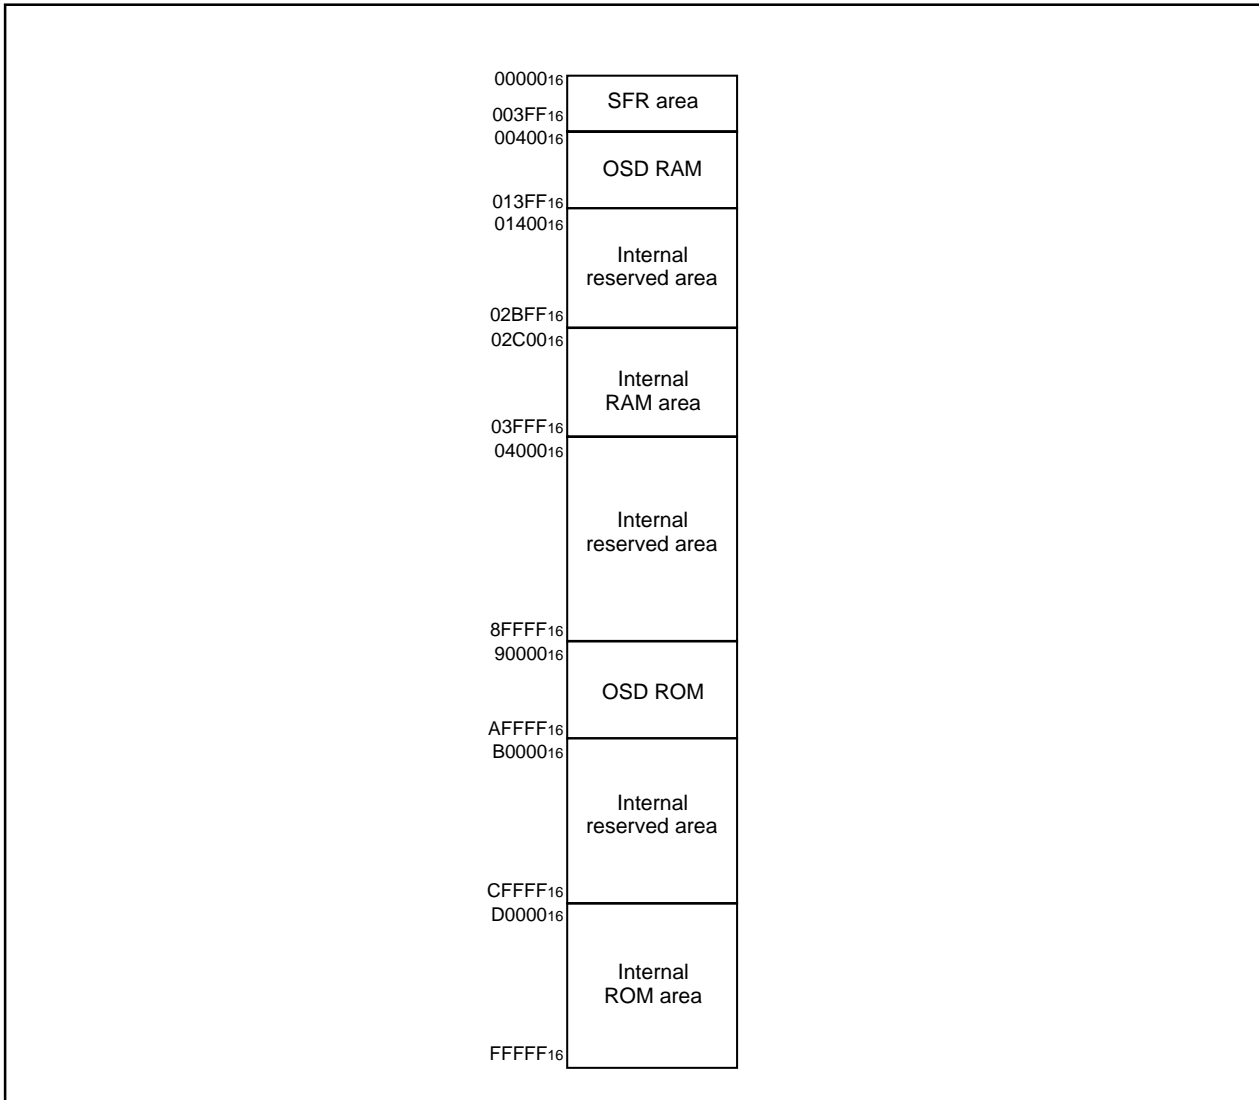 00000₁₆
SFR area
003FF₁₆
00400₁₆
OSD RAM
013FF₁₆
01400₁₆
Internal
reserved area
02BFF₁₆
02C00₁₆
Internal
RAM area
03FFF₁₆
04000₁₆
Internal
reserved area
8FFFF₁₆
90000₁₆
OSD ROM
AFFFF₁₆
B0000₁₆
Internal
reserved area
CFFFF₁₆
D0000₁₆
Internal
ROM area
FFFFF₁₆